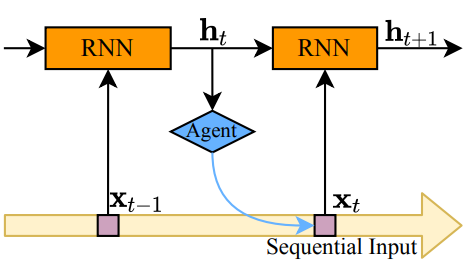 RNN
h_t
RNN
h_{t+1}
Agent
x_{t-1}
x_t
Sequential Input